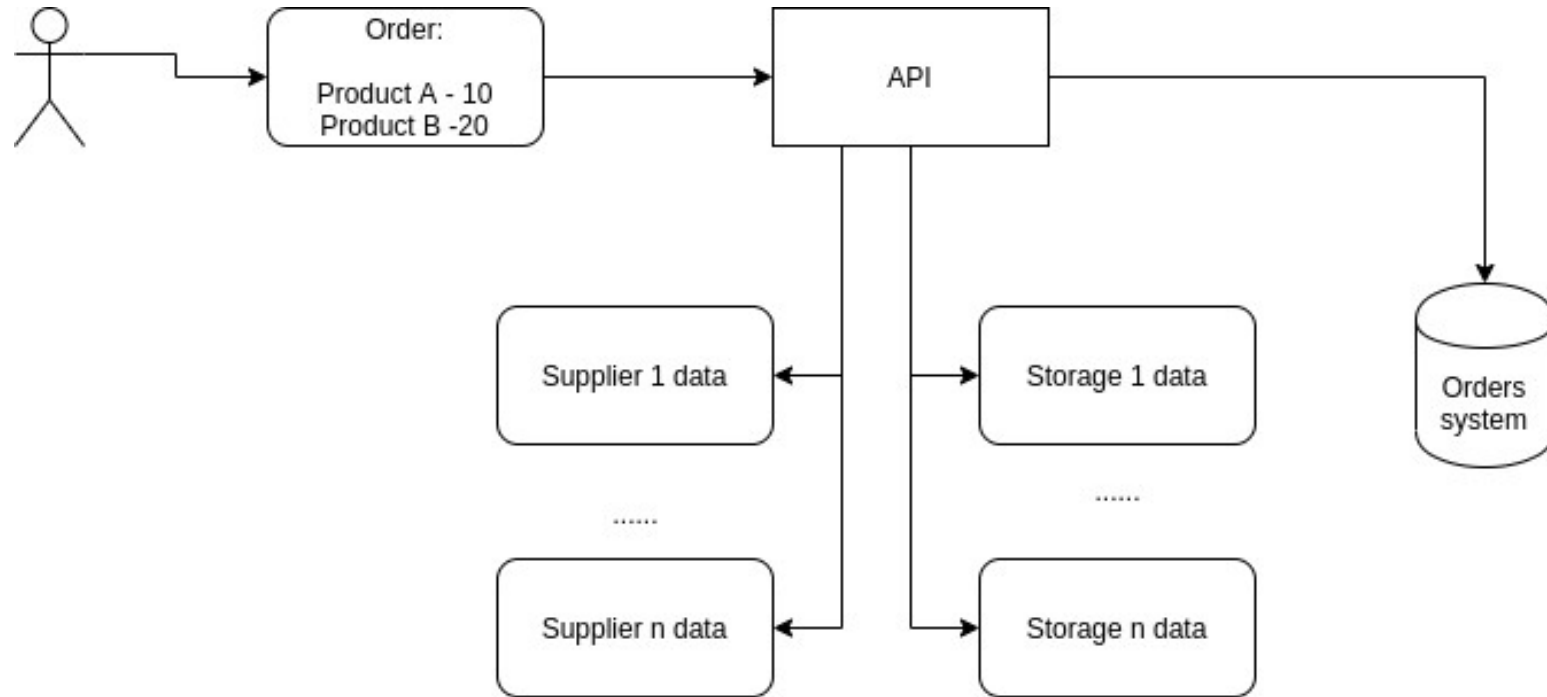 Order:
Product A - 10
Product B -20
API
Supplier 1 data
Storage 1 data
Orders
system
......
......
Supplier n data
Storage n data